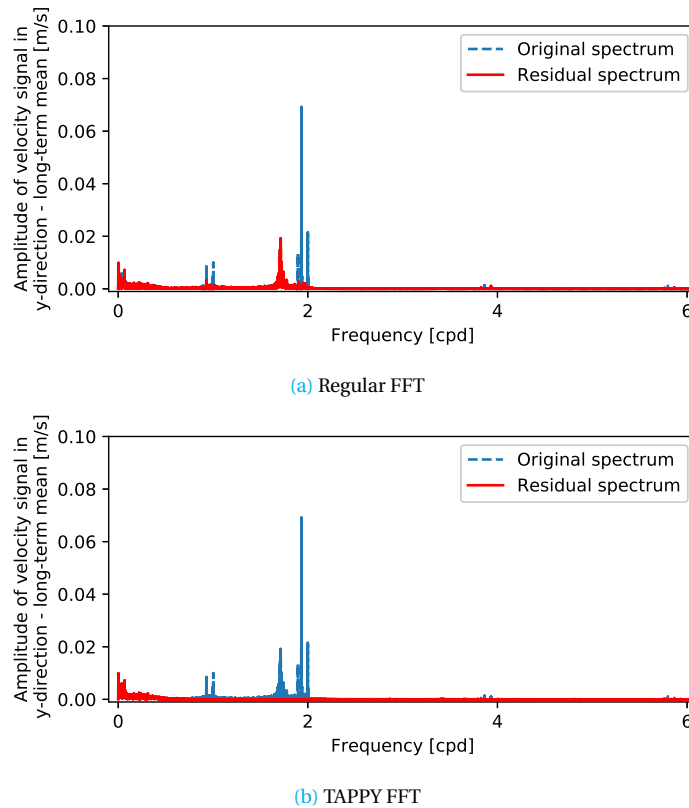 Amplitude of velocity signal in
y-direction - long-term mean [m/s]
0.10
0.08
0.06
0.04
0.02
0.00
Original spectrum
Residual spectrum
0 2 4 6
Frequency [cpd]
(a) Regular FFT
Amplitude of velocity signal in
y-direction - long-term mean [m/s]
0.10
0.08
0.06
0.04
0.02
0.00
Original spectrum
Residual spectrum
0 2 4 6
Frequency [cpd]
(b) TAPPY FFT